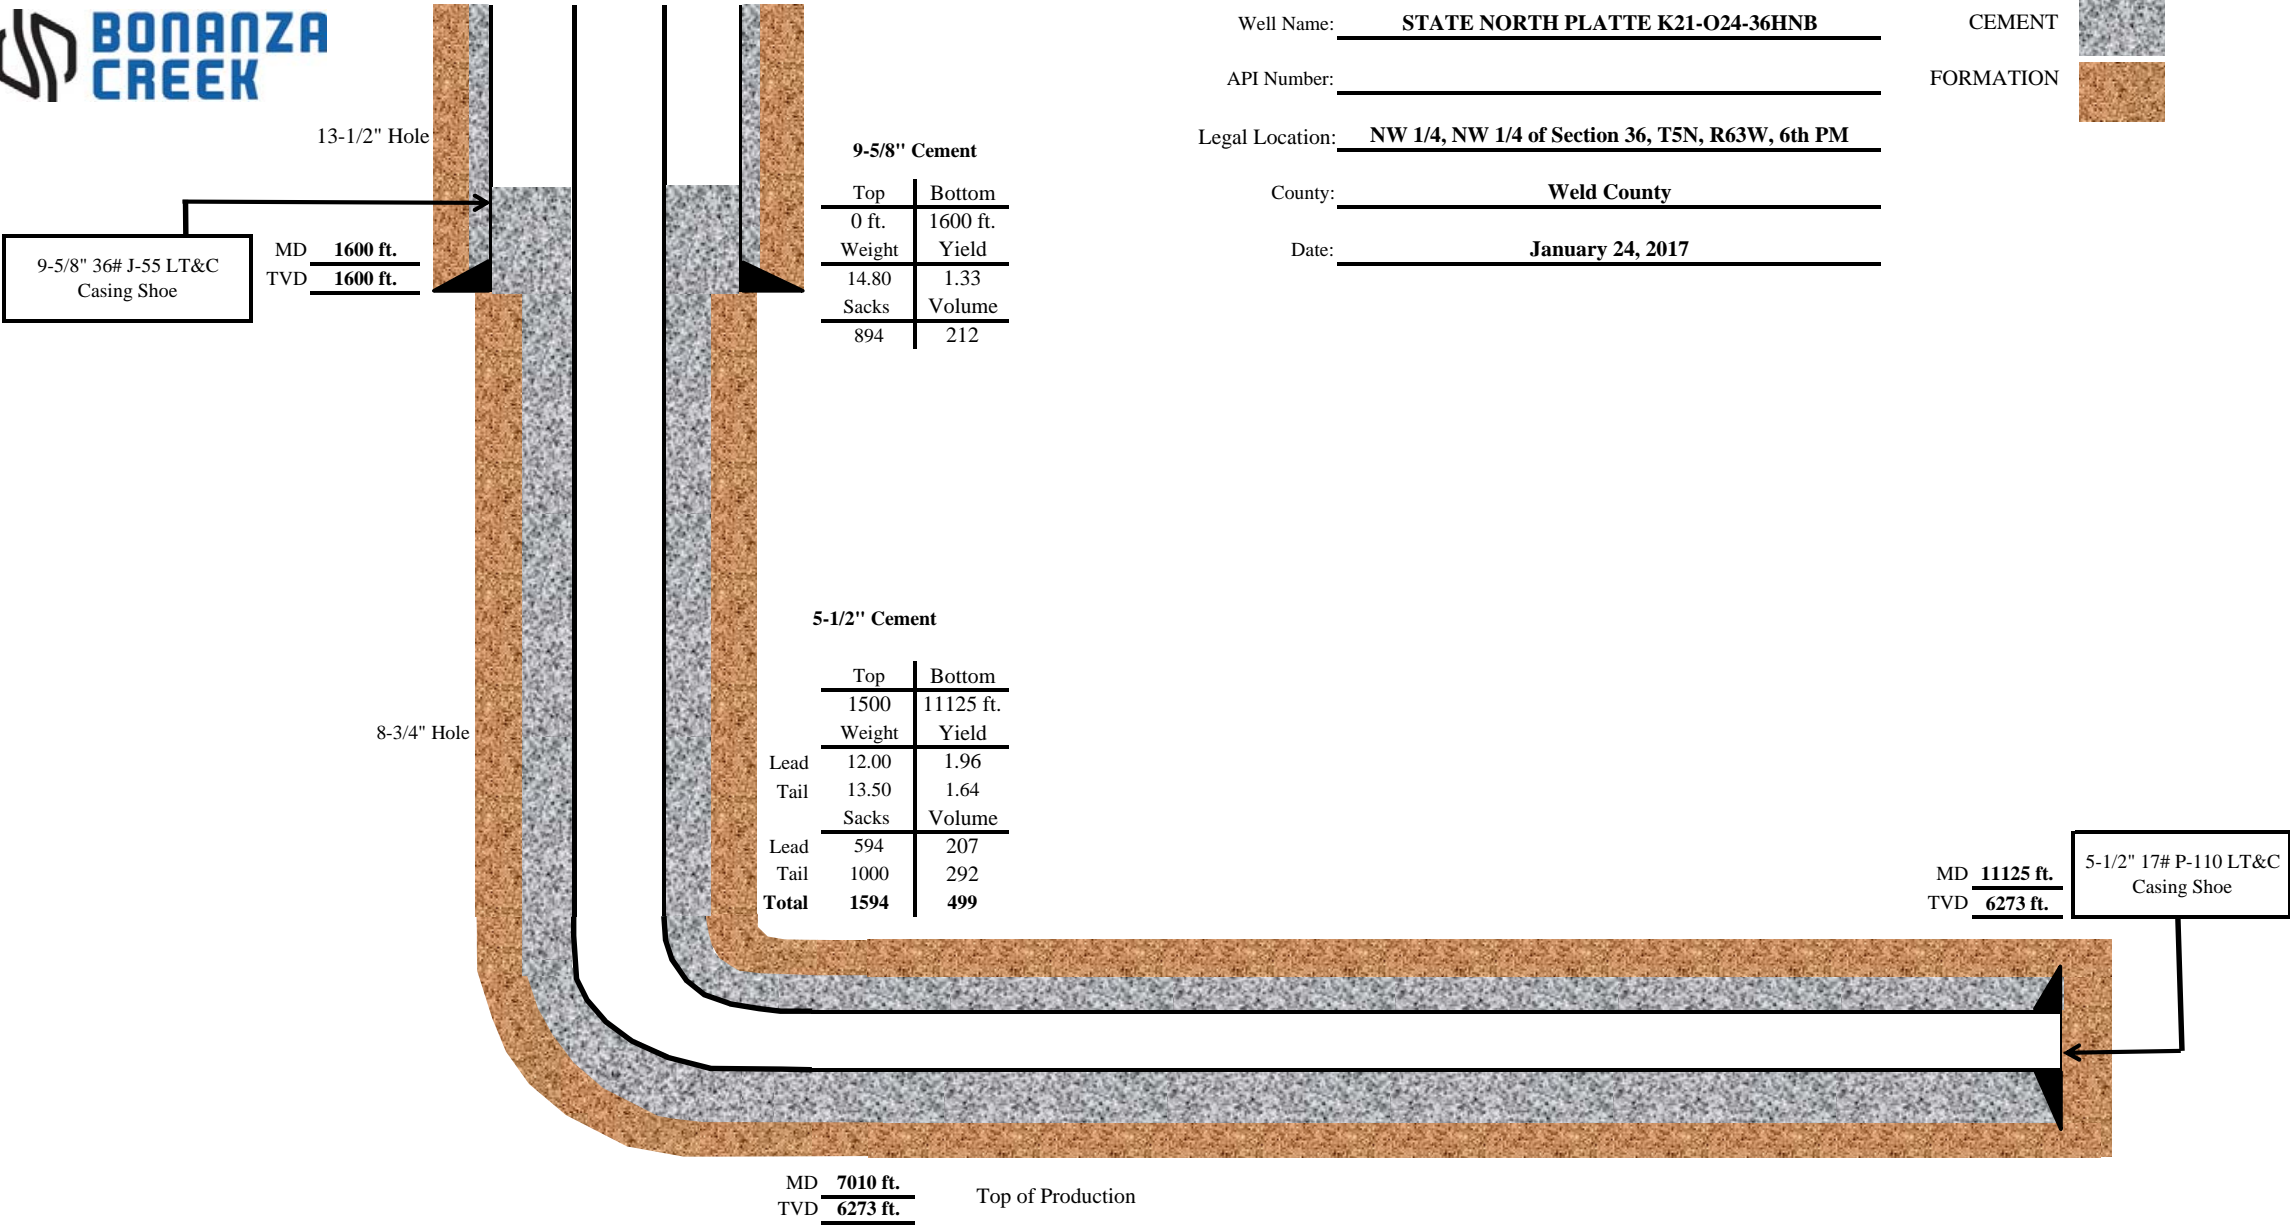 BONANZA
CREEK
Well Name: STATE NORTH PLATTE K21-O24-36HNB
CEMENT
API Number:
FORMATION
Legal Location: NW 1/4, NW 1/4 of Section 36, T5N, R63W, 6th PM
County: Weld County
Date: January 24, 2017
13-1/2" Hole
9-5/8" 36# J-55 LT&C
Casing Shoe
MD 1600 ft.
TVD 1600 ft.
9-5/8" Cement
Top Bottom
0 ft. 1600 ft.
Weight Yield
14.80 1.33
Sacks Volume
894 212
5-1/2" Cement
Top Bottom
1500 11125 ft.
Weight Yield
Lead 12.00 1.96
Tail 13.50 1.64
Sacks Volume
Lead 594 207
Tail 1000 292
Total 1594 499
8-3/4" Hole
MD 11125 ft.
TVD 6273 ft.
5-1/2" 17# P-110 LT&C
Casing Shoe
MD 7010 ft.
TVD 6273 ft.
Top of Production